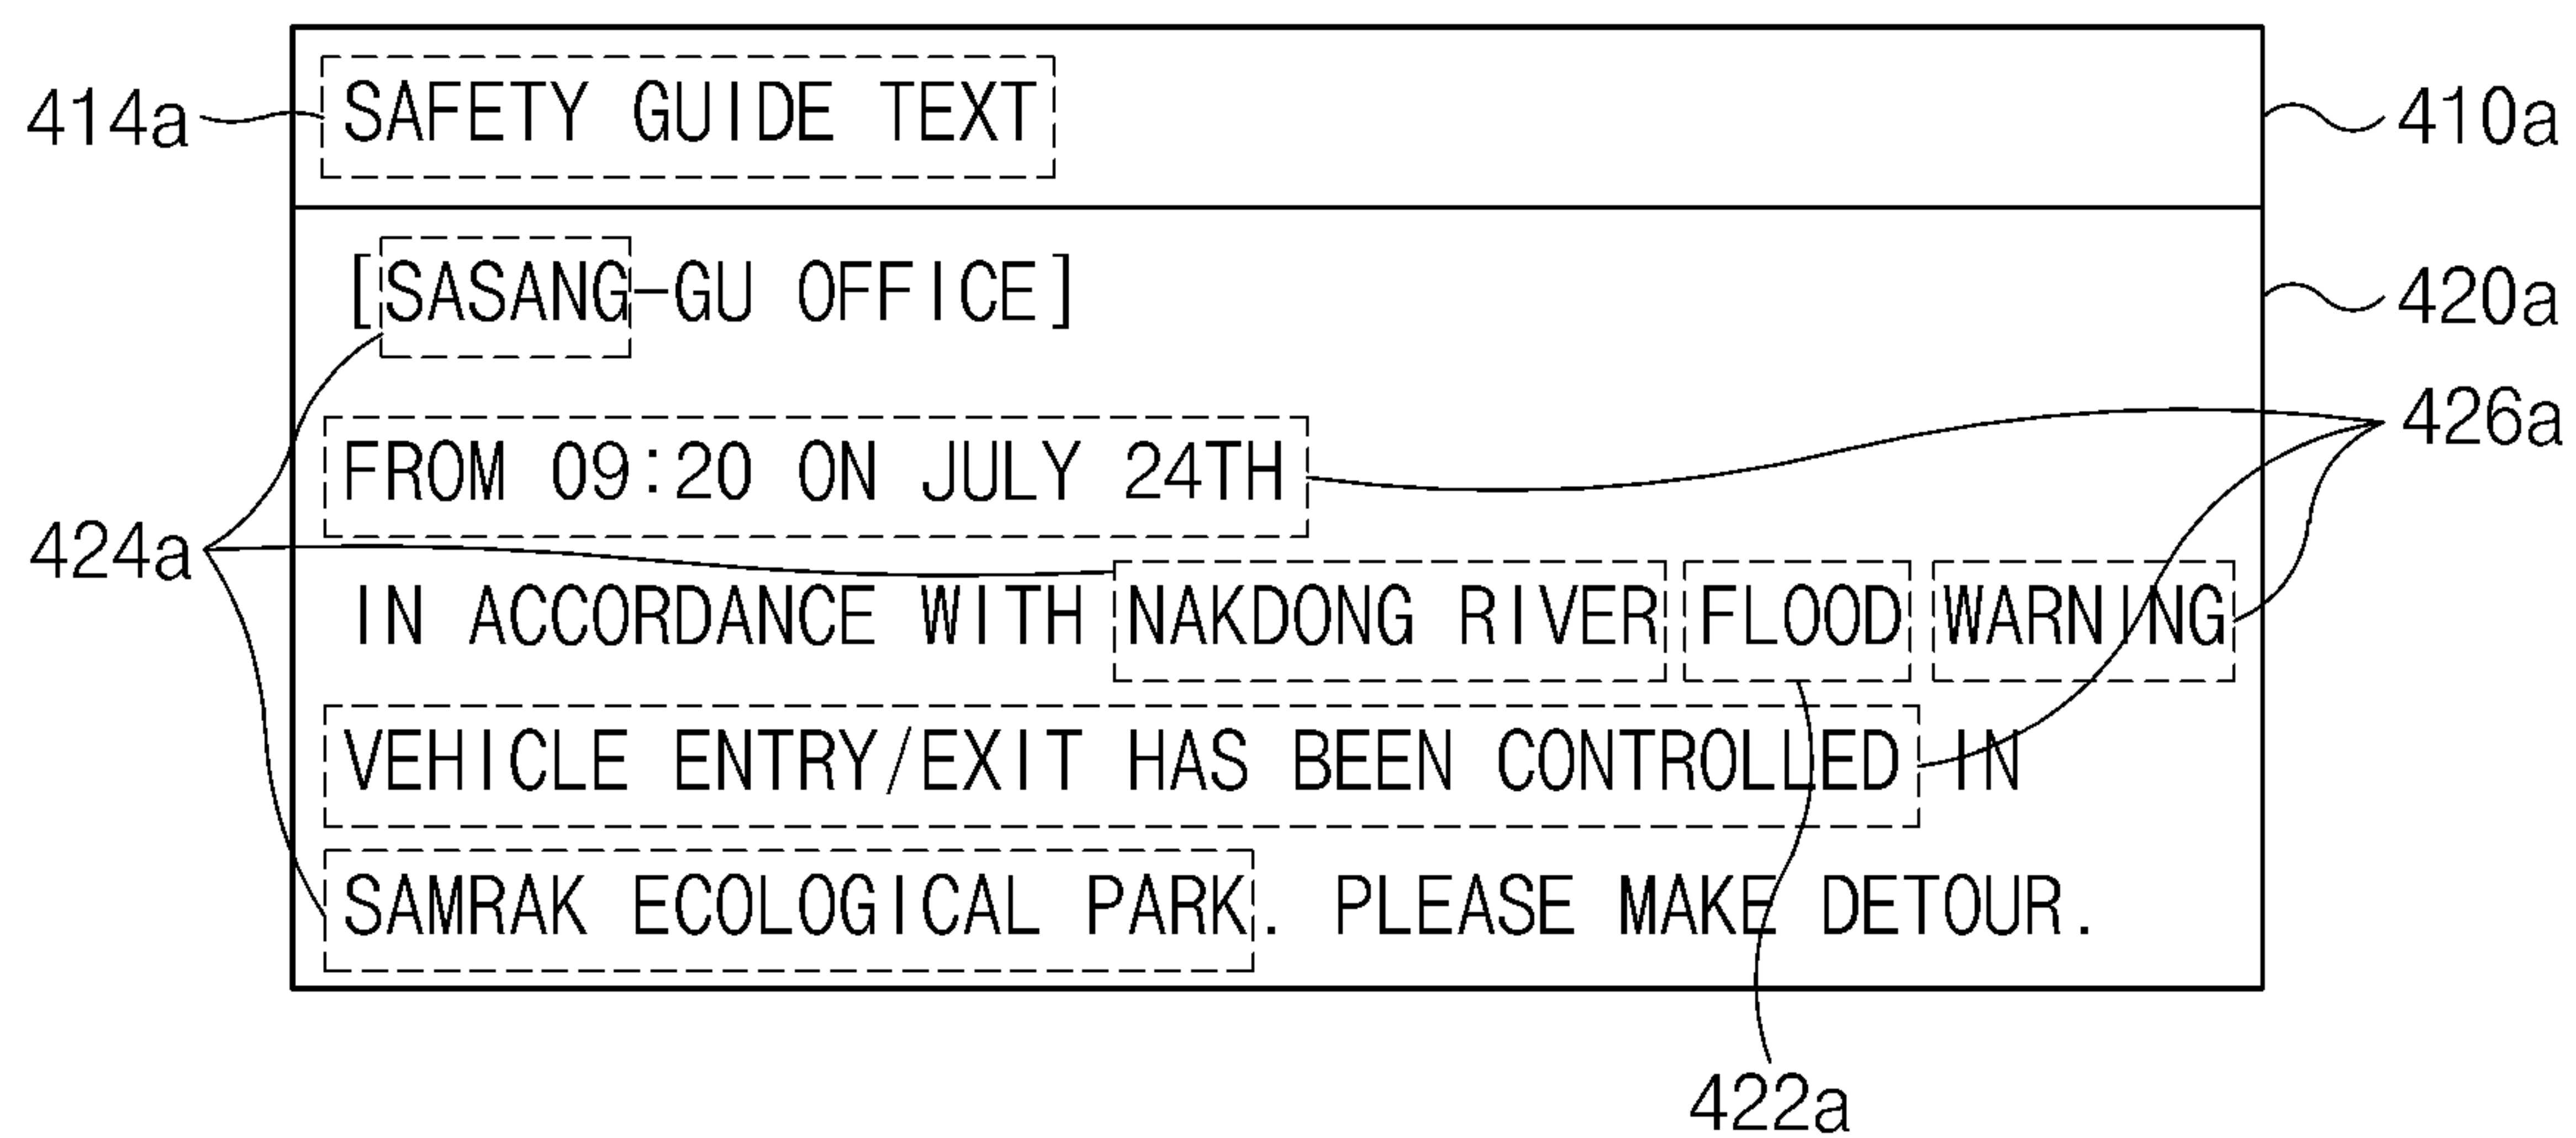 414a
SAFETY GUIDE TEXT
410a
[SASANG-GU OFFICE]
420a
FROM 09:20 ON JULY 24TH
426a
424a
IN ACCORDANCE WITH NAKDONG RIVER FLOOD WARNING
VEHICLE ENTRY/EXIT HAS BEEN CONTROLLED IN
SAMRAK ECOLOGICAL PARK. PLEASE MAKE DETOUR.
422a